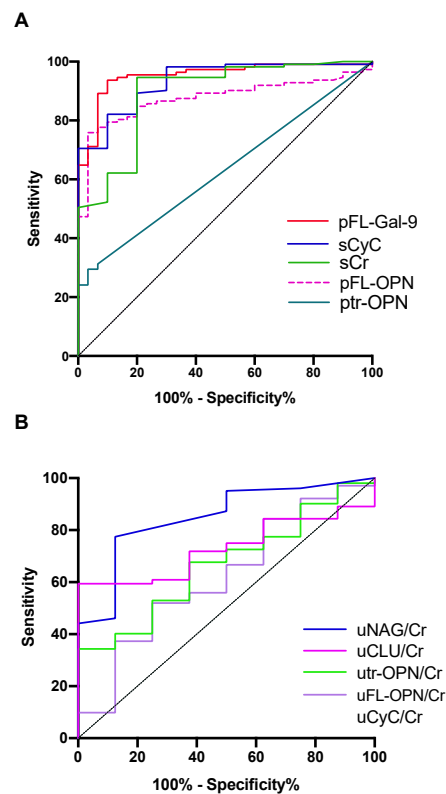 A
100
80
60
40
20
0
Sensitivity
pFL-Gal-9
sCyC
sCr
pFL-OPN
ptr-OPN
0 20 40 60 80 100
100% - Specificity%
B
100
80
60
40
20
0
Sensitivity
uNAG/Cr
uCLU/Cr
utr-OPN/Cr
uFL-OPN/Cr
uCyC/Cr
0 20 40 60 80 100
100% - Specificity%